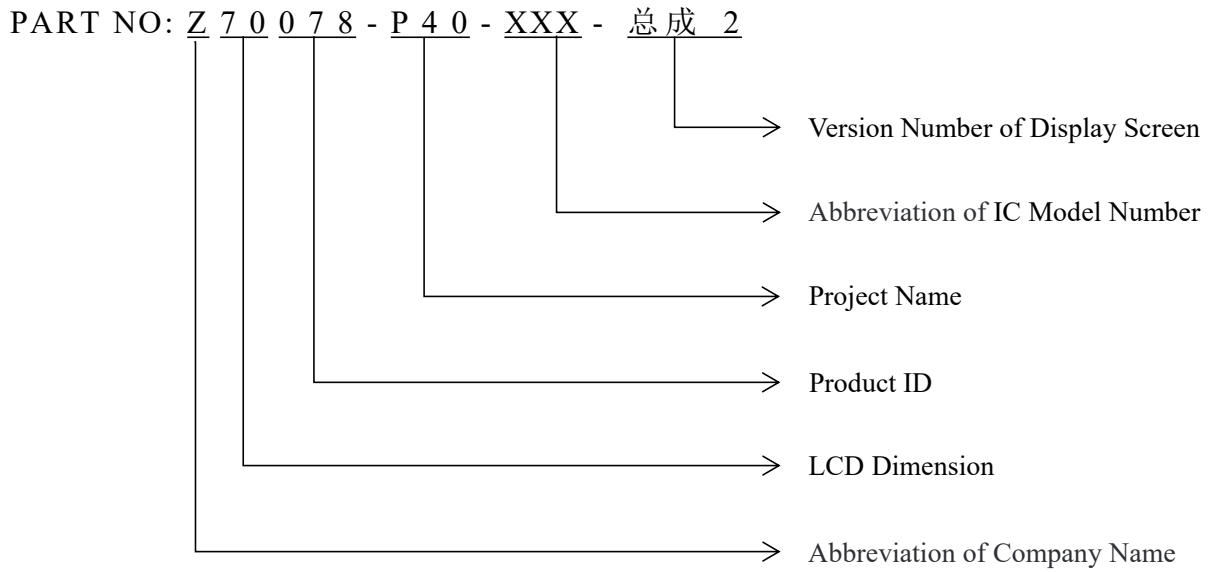 PART NO: Z 7 0 0 7 8 - P 4 0 - XXX - 总成 2
Version Number of Display Screen
Abbreviation of IC Model Number
Project Name
Product ID
LCD Dimension
Abbreviation of Company Name